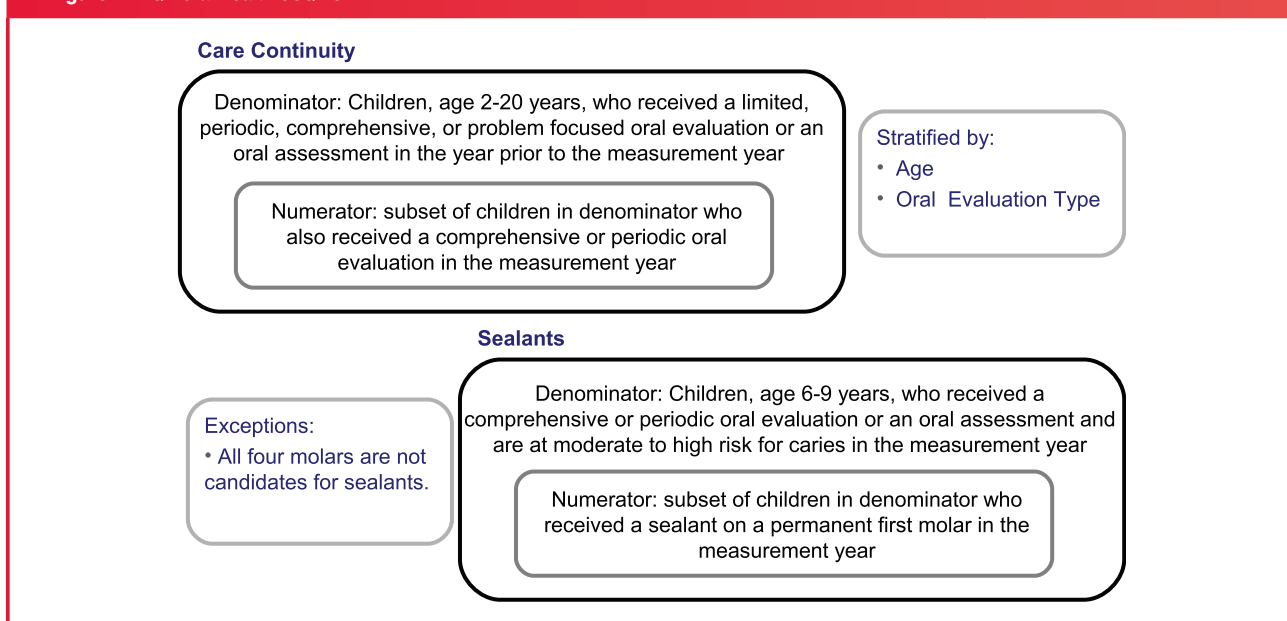 Care Continuity
Denominator: Children, age 2-20 years, who received a limited,
periodic, comprehensive, or problem focused oral evaluation or an
oral assessment in the year prior to the measurement year
Numerator: subset of children in denominator who
also received a comprehensive or periodic oral
evaluation in the measurement year
Stratified by:
• Age
• Oral Evaluation Type
Sealants
Denominator: Children, age 6-9 years, who received a
comprehensive or periodic oral evaluation or an oral assessment and
are at moderate to high risk for caries in the measurement year
Numerator: subset of children in denominator who
received a sealant on a permanent first molar in the
measurement year
Exceptions:
• All four molars are not
candidates for sealants.